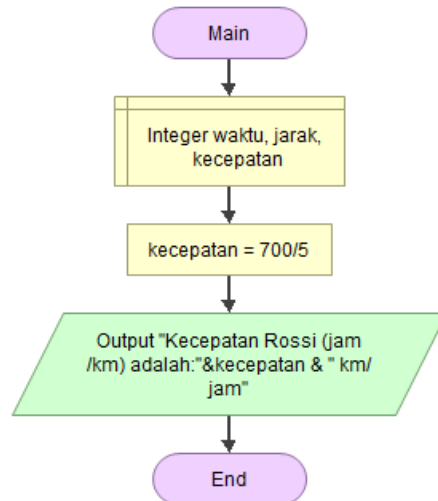 Main
Integer waktu, jarak,
kecepatan
kecepatan = 700/5
Output "Kecepatan Rossi (jam
/km) adalah:"&kecepatan & " km/
jam"
End